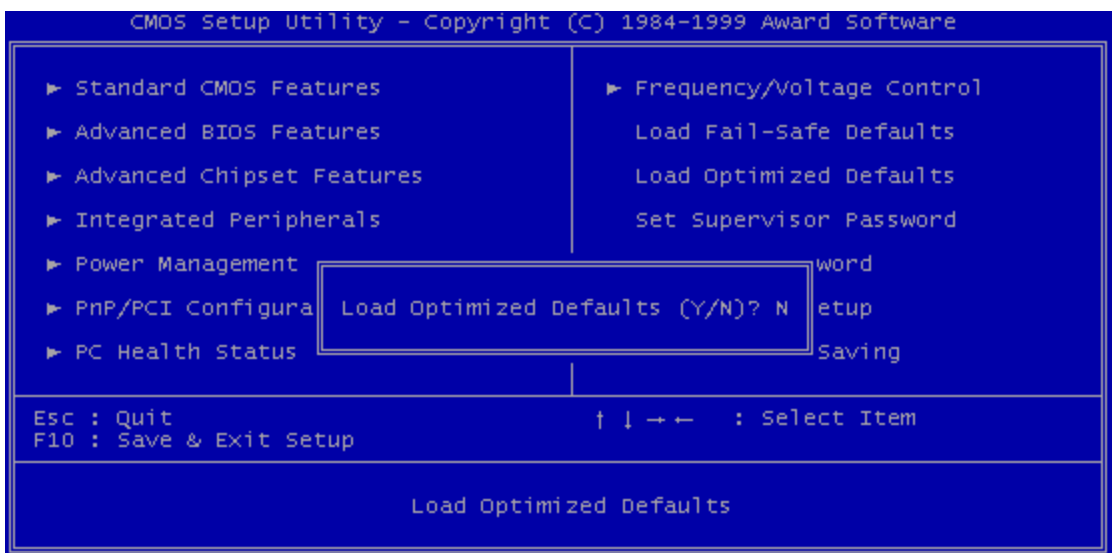 CMOS Setup Utility - Copyright (C) 1984-1999 Award Software
► Standard CMOS Features
► Advanced BIOS Features
► Advanced Chipset Features
► Integrated Peripherals
► Power Management
► PnP/PCI Configura
► PC Health Status
► Frequency/Voltage Control
Load Fail-Safe Defaults
Load Optimized Defaults
Set Supervisor Password
word
etup
Saving
Load Optimized Defaults (Y/N)? N
Esc : Quit
F10 : Save & Exit Setup
↑ ↓ → ← : Select Item
Load Optimized Defaults